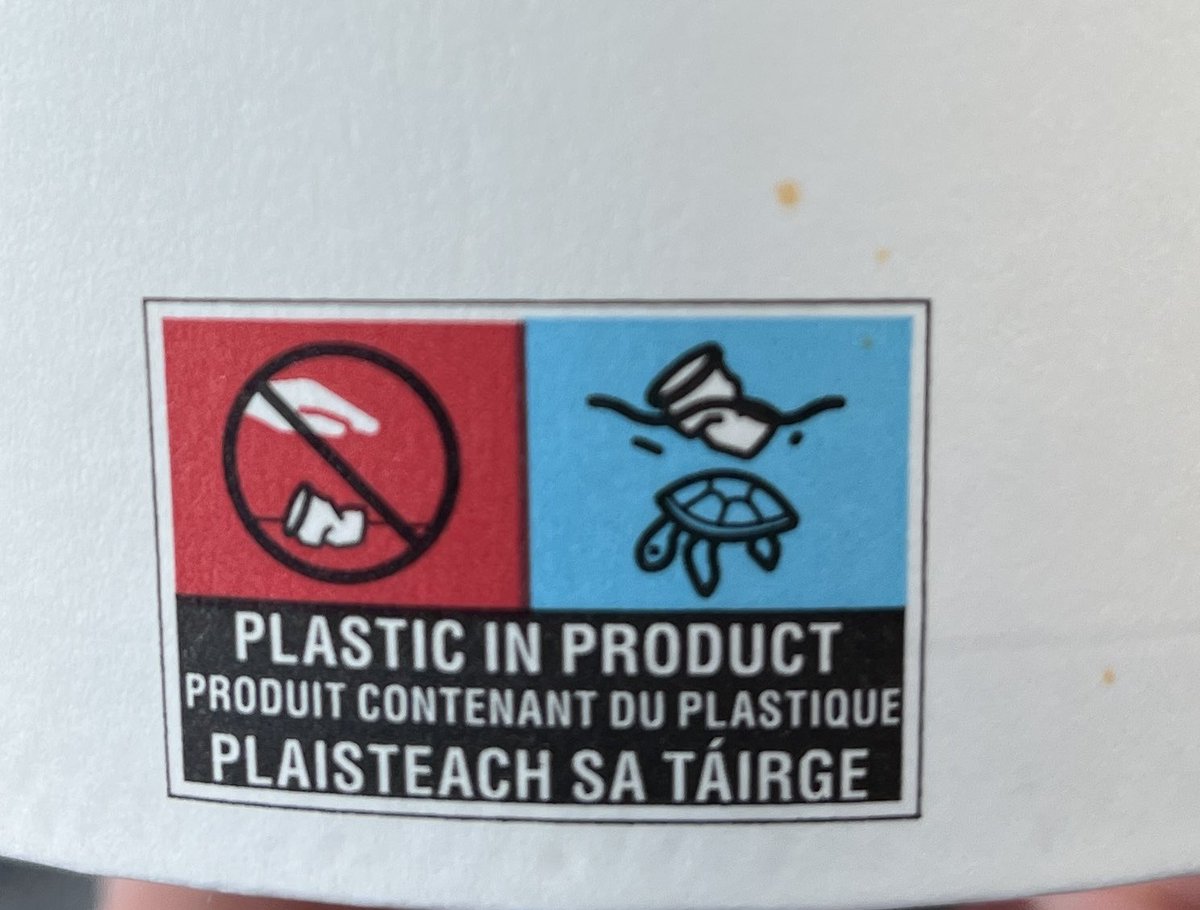 PLASTIC IN PRODUCT
PRODUIT CONTENANT DU PLASTIQUE
PLAISTEACH SA TÁIRGE